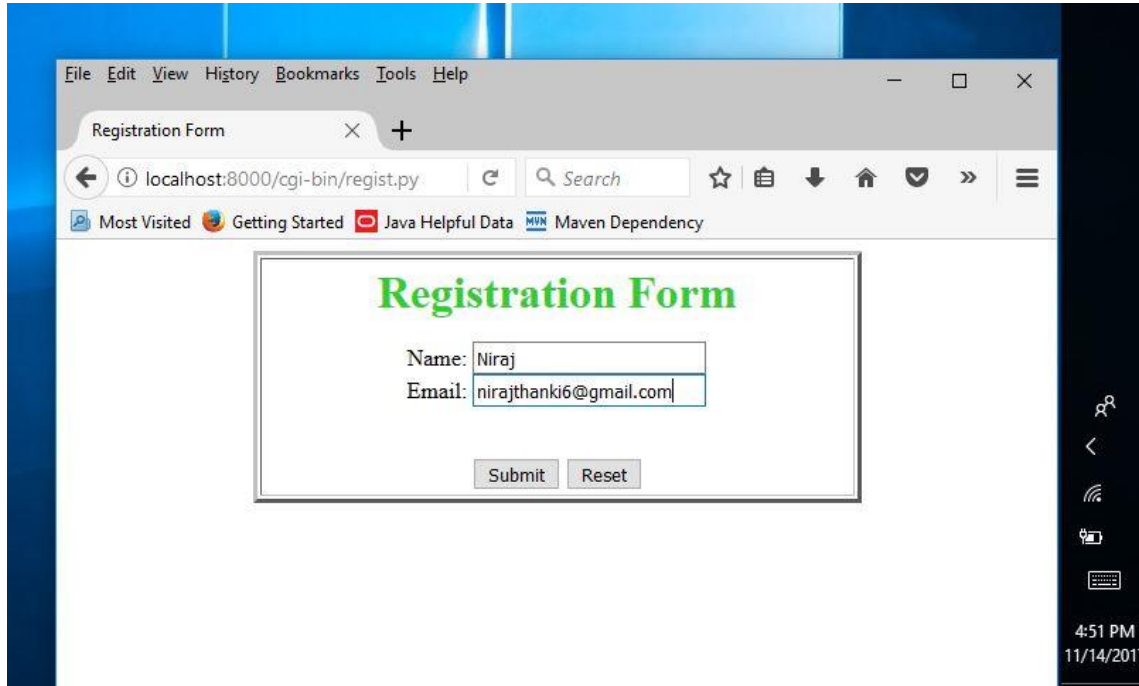 File Edit View History Bookmarks Tools Help
Registration Form
localhost:8000/cgi-bin/regist.py Search
Most Visited Getting Started Java Helpful Data MVN Maven Dependency
Registration Form
Name: Niraj
Email: nirajthanki6@gmail.com
Submit Reset
4:51 PM
11/14/201